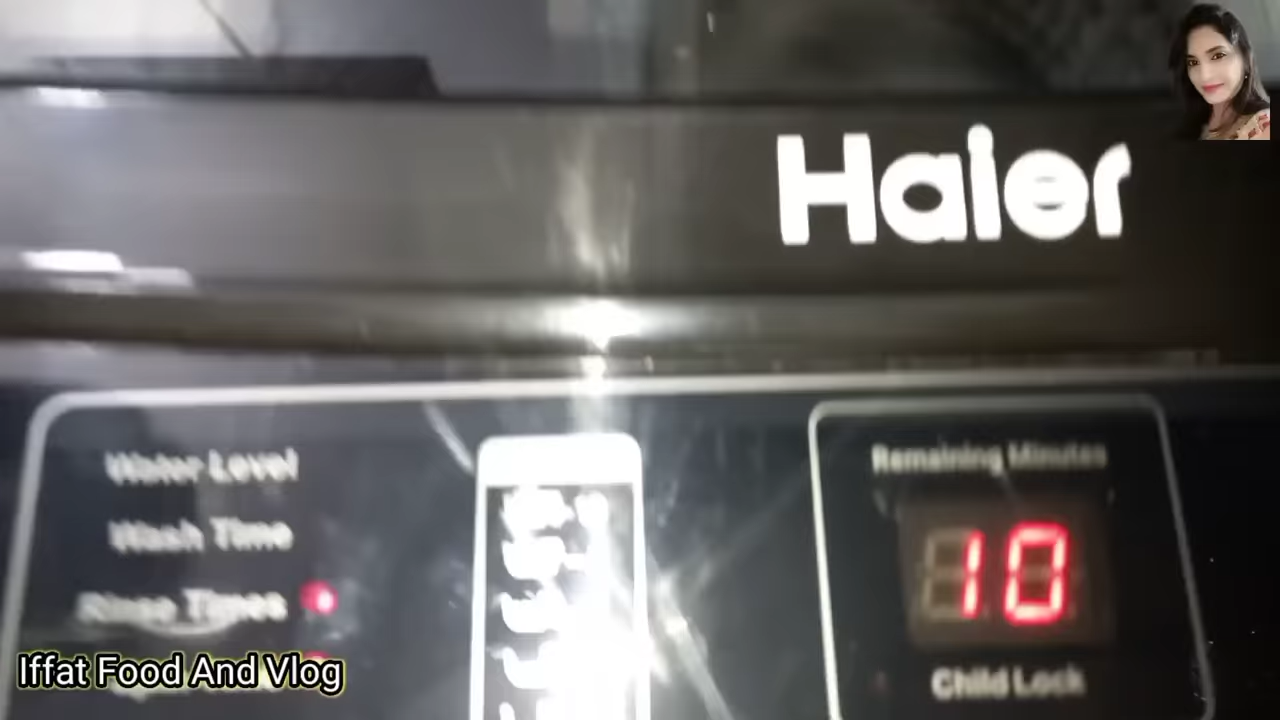 Haier
Water Level
Wash Time
Rinse Times
Remaining Minutes
10
Child Lock
Iffat Food And Vlog